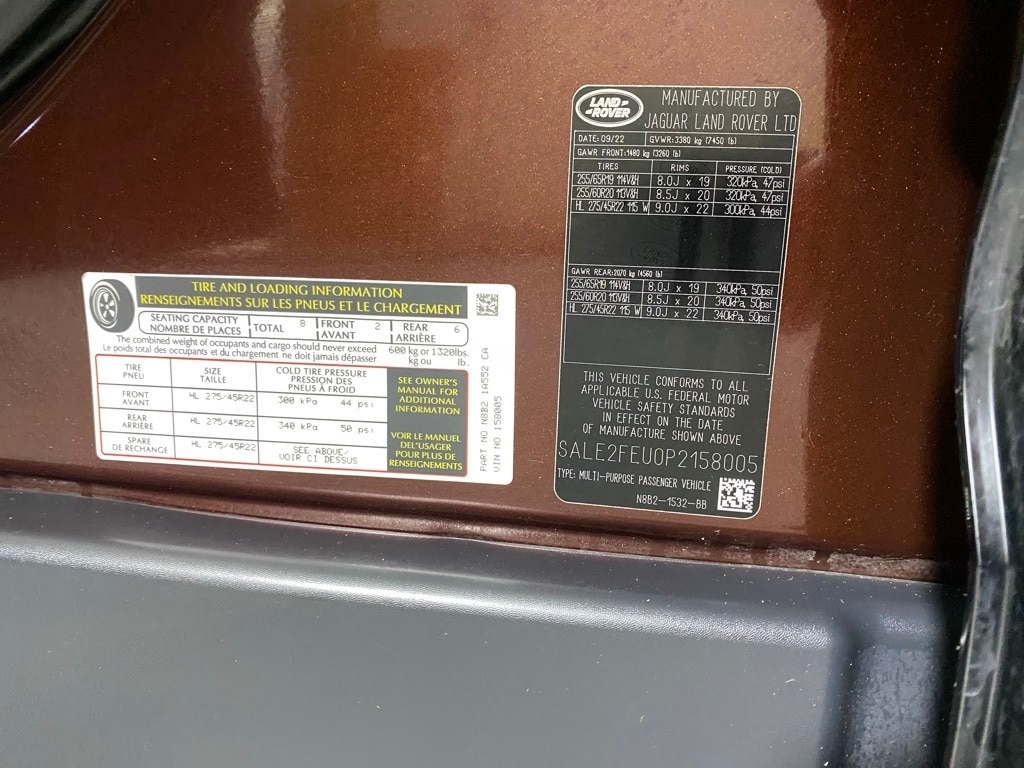 TIRE AND LOADING INFORMATION
RENSEIGNEMENTS SUR LES PNEUS ET LE CHARGEMENT
SEATING CAPACITY
NOMBRE DE PLACES
TOTAL 8
FRONT 2
AVANT
REAR 6
ARRIÈRE
The combined weight of occupants and cargo should never exceed 600 kg or 1320lbs.
Le poids total des occupants et du chargement ne doit jamais dépasser kg ou lb.
TIRE
PNEU
SIZE
TAILLE
COLD TIRE PRESSURE
PRESSION DES
PNEUS À FROID
FRONT
AVANT
HL 275/45R22
300 kPa 44 psi
REAR
ARRIÈRE
HL 275/45R22
340 kPa 50 psi
SPARE
DE RECHANGE
HL 275/45R22
SEE ABOVE/
VOIR CI DESSUS
SEE OWNER'S
MANUAL FOR
ADDITIONAL
INFORMATION
VOIR LE MANUEL
DE L'USAGER
POUR PLUS DE
RENSEIGNEMENTS
PART NO N8B2 1A552 CA
VIN NO 158005
LAND-
-ROVER
MANUFACTURED BY
JAGUAR LAND ROVER LTD
DATE: 09/22 GVWR:3380 kg (7450 lb)
GAWR FRONT:1480 kg (3260 lb)
TIRES RIMS PRESSURE (COLD)
255/65R19 114V&H 8.0J x 19 320kPa, 47psi
255/60R20 113V&H 8.5J x 20 320kPa, 47psi
HL 275/45R22 115 W 9.0J x 22 300kPa, 44psi
GAWR REAR:2070 kg (4560 lb)
255/65R19 114V&H 8.0J x 19 340kPa, 50psi
255/60R20 113V&H 8.5J x 20 340kPa, 50psi
HL 275/45R22 115 W 9.0J x 22 340kPa, 50psi
THIS VEHICLE CONFORMS TO ALL
APPLICABLE U.S. FEDERAL MOTOR
VEHICLE SAFETY STANDARDS
IN EFFECT ON THE DATE
OF MANUFACTURE SHOWN ABOVE
SALE2FEU0P2158005
TYPE: MULTI-PURPOSE PASSENGER VEHICLE
N8B2-1532-BB